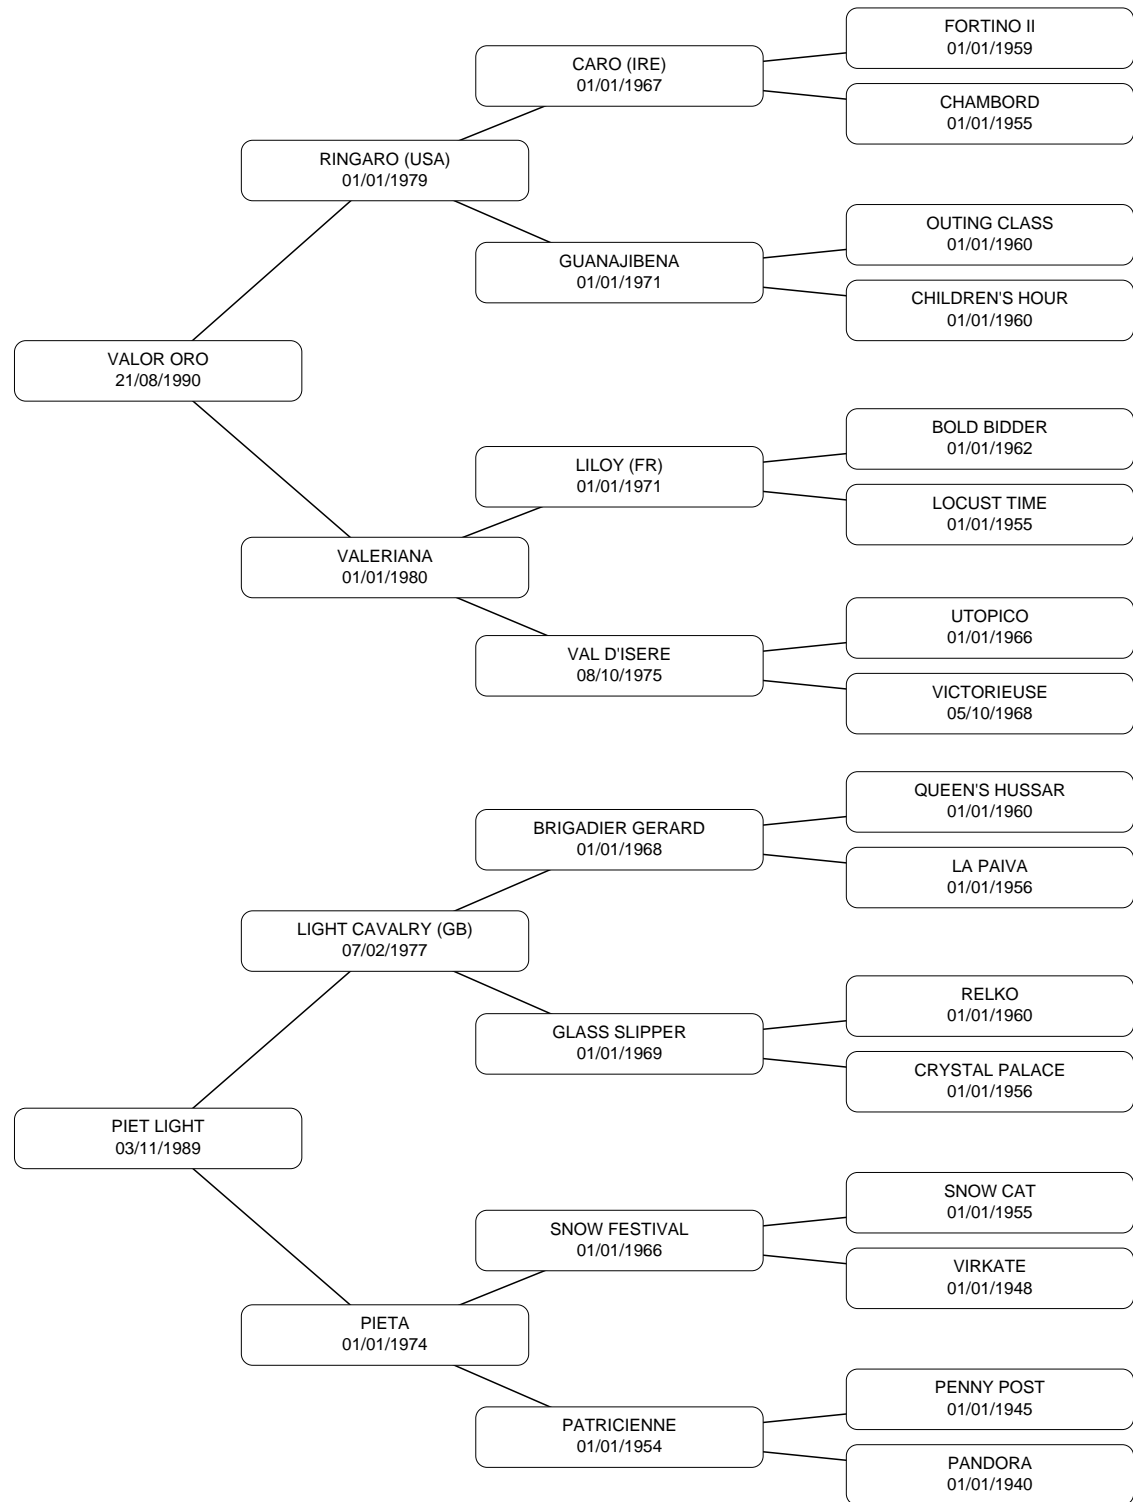 FORTINO II
01/01/1959
CARO (IRE)
01/01/1967
CHAMBORD
01/01/1955
RINGARO (USA)
01/01/1979
OUTING CLASS
01/01/1960
GUANAJIBENA
01/01/1971
CHILDREN'S HOUR
01/01/1960
VALOR ORO
21/08/1990
BOLD BIDDER
01/01/1962
LILOY (FR)
01/01/1971
LOCUST TIME
01/01/1955
VALERIANA
01/01/1980
UTOPICO
01/01/1966
VAL D'ISERE
08/10/1975
VICTORIEUSE
05/10/1968
QUEEN'S HUSSAR
01/01/1960
BRIGADIER GERARD
01/01/1968
LA PAIVA
01/01/1956
LIGHT CAVALRY (GB)
07/02/1977
RELKO
01/01/1960
GLASS SLIPPER
01/01/1969
CRYSTAL PALACE
01/01/1956
PIET LIGHT
03/11/1989
SNOW CAT
01/01/1955
SNOW FESTIVAL
01/01/1966
VIRKATE
01/01/1948
PIETA
01/01/1974
PENNY POST
01/01/1945
PATRICIENNE
01/01/1954
PANDORA
01/01/1940